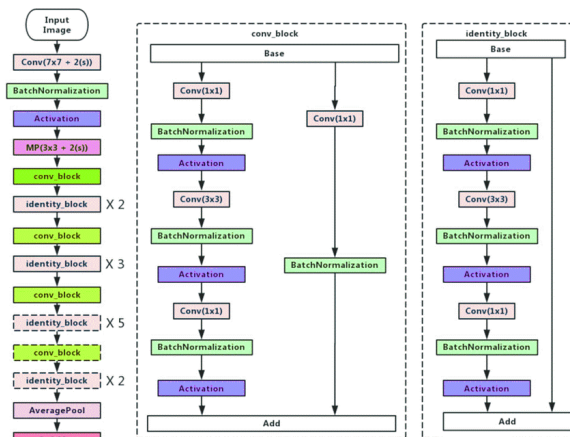 Input
Image
Conv(7x7 + 2(s))
BatchNormalization
Activation
MP(3x3 + 2(s))
conv_block
identity_block X 2
conv_block
identity_block X 3
conv_block
identity_block X 5
conv_block
identity_block X 2
AveragePool
conv_block
Base
Conv(1x1)
BatchNormalization
Activation
Conv(3x3)
BatchNormalization
Activation
Conv(1x1)
BatchNormalization
Activation
Conv(1x1)
BatchNormalization
Add
identity_block
Base
Conv(1x1)
BatchNormalization
Activation
Conv(3x3)
BatchNormalization
Activation
Conv(1x1)
BatchNormalization
Activation
Add